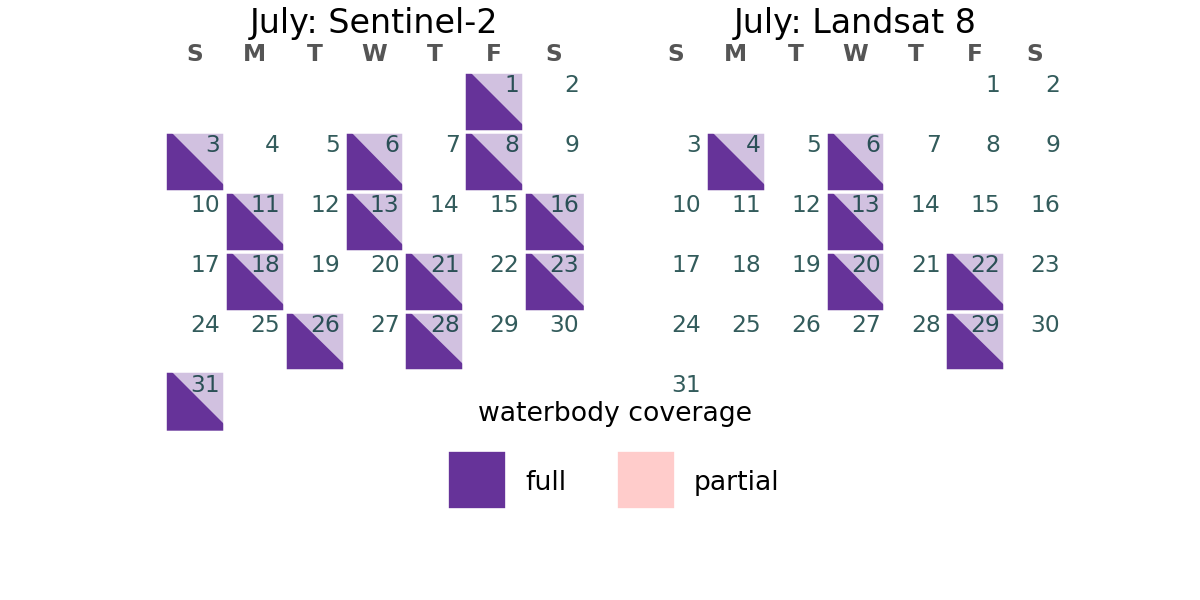 July: Sentinel-2
S M T W T F S
1 2
3 4 5 6 7 8 9
10 11 12 13 14 15 16
17 18 19 20 21 22 23
24 25 26 27 28 29 30
31
July: Landsat 8
S M T W T F S
1 2
3 4 5 6 7 8 9
10 11 12 13 14 15 16
17 18 19 20 21 22 23
24 25 26 27 28 29 30
31
waterbody coverage
full partial